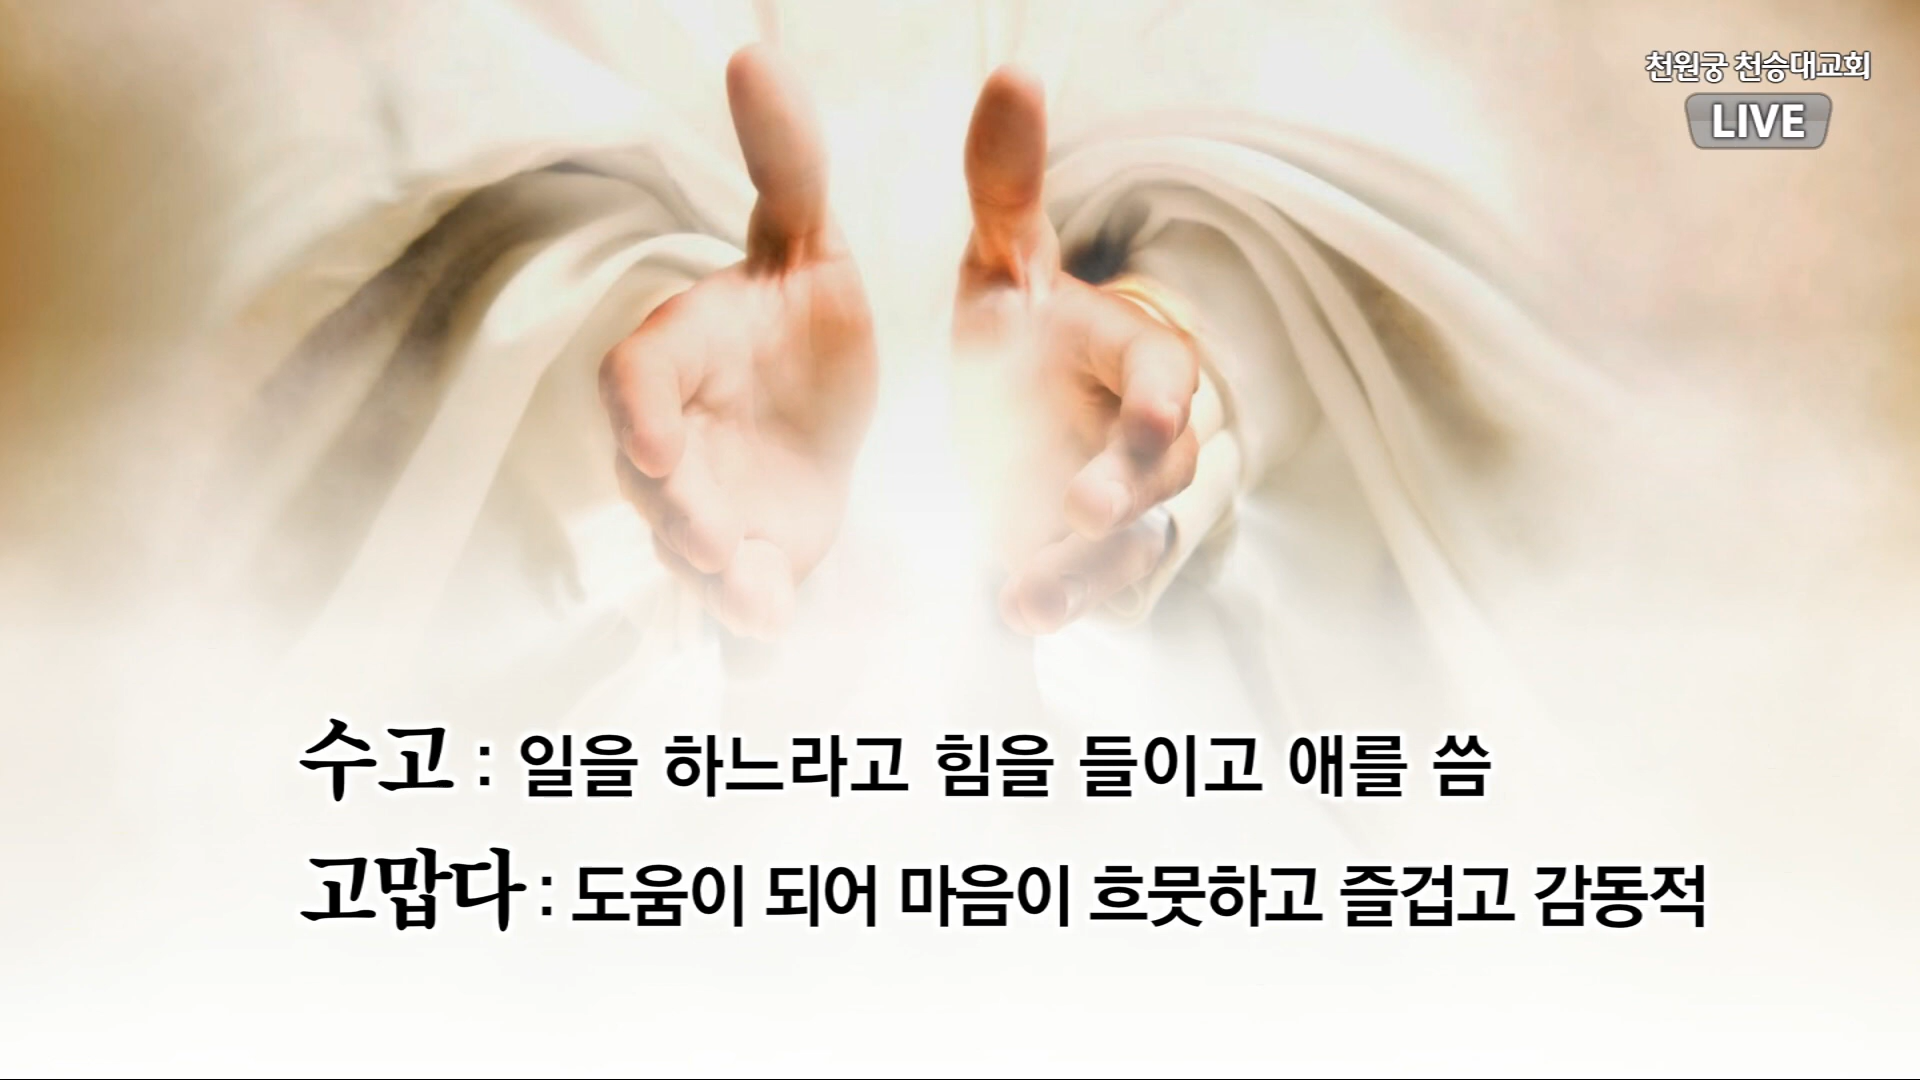 천원궁 천승대교회
LIVE
수고 : 일을 하느라고 힘을 들이고 애를 씀
고맙다 : 도움이 되어 마음이 흐뭇하고 즐겁고 감동적